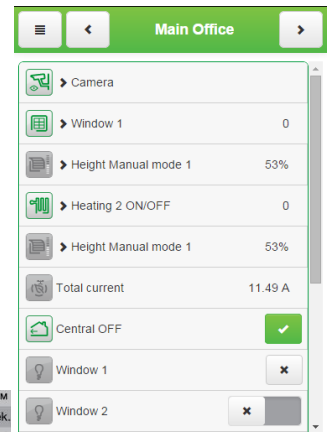 Main Office
Camera
Window 1 0
Height Manual mode 1 53%
Heating 2 ON/OFF 0
Height Manual mode 1 53%
Total current 11.49 A
Central OFF
Window 1
Window 2
M
ek.